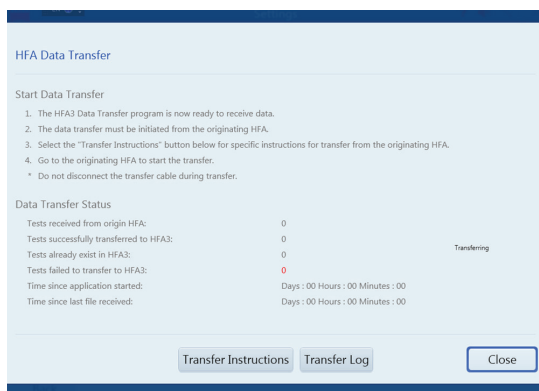 HFA Data Transfer
Start Data Transfer
1. The HFA3 Data Transfer program is now ready to receive data.
2. The data transfer must be initiated from the originating HFA.
3. Select the "Transfer Instructions" button below for specific instructions for transfer from the originating HFA.
4. Go to the originating HFA to start the transfer.
* Do not disconnect the transfer cable during transfer.
Data Transfer Status
Tests received from origin HFA: 0
Tests successfully transferred to HFA3: 0
Transferring
Tests already exist in HFA3: 0
Tests failed to transfer to HFA3: 0
Time since application started: Days : 00 Hours : 00 Minutes : 00
Time since last file received: Days : 00 Hours : 00 Minutes : 00
Transfer Instructions Transfer Log Close